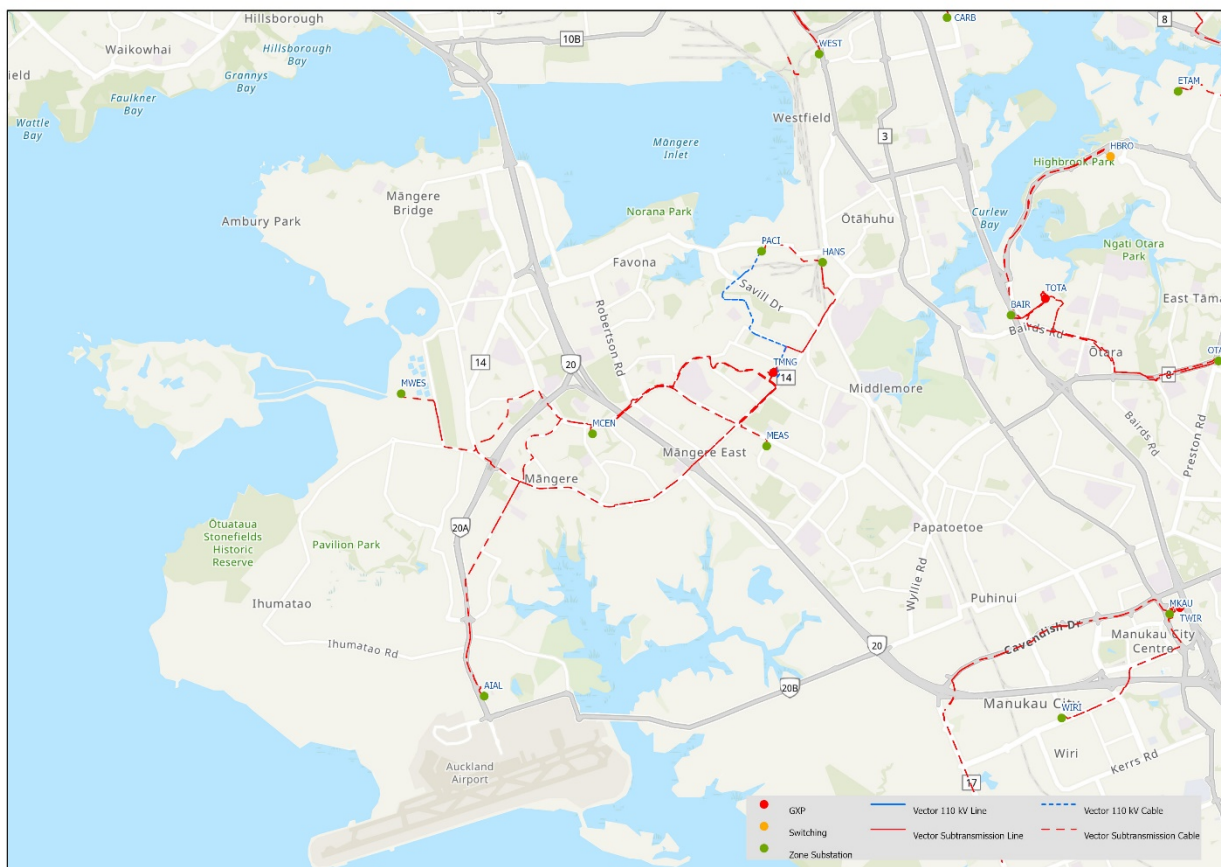 Hillsborough
CARB
8
Waikowhai
Hillsborough
Bay
10B
WEST
field
Grannys
Bay
ETAM
Faulkner
Bay
Wattle
Bay
Westfield
3
Māngere
Inlet
HBRO
Highbrook Park
Māngere
Bridge
Norana Park
Ōtāhuhu
Curlew
Bay
Ambury Park
PACI
HANS
Ngati Otara
Park
Favona
Savill Dr
TOTA
East Tāma
Robertson Rd
BAIR
Bairds Rd
Ōtara
14
20
TMNG
14
8
OTA
MWES
Middlemore
MCEN
MEAS
Māngere East
Bairds Rd
Preston Rd
Māngere
20A
Ōtuataua
Stonefields
Historic
Reserve
Pavilion Park
Papatoetoe
Wyllie Rd
Ihumatao
Puhinui
MKAU
TWIR
Cavendish Dr
Manukau City
Centre
Ihumatao Rd
20
20B
AIAL
Manukau City
WIRI
Wiri
Kerrs Rd
Auckland
Airport
17
GXP
Vector 110 kV Line
Vector 110 kV Cable
Switching
Vector Subtransmission Line
Vector Subtransmission Cable
Zone Substation